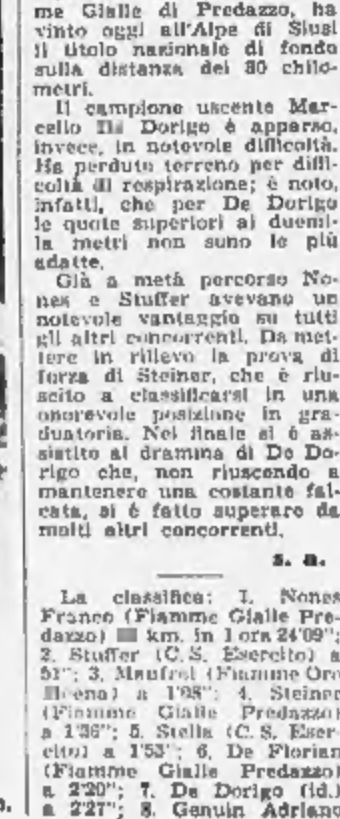 me Gialle di Predazzo, ha
vinto oggi all'Alpe di Siusi
il titolo nazionale di fondo
sulla distanza dei 30 chilo-
metri.
Il campione uscente Mar-
cello De Dorigo è apparso,
invece, in notevole difficoltà.
Ha perduto terreno per diffi-
coltà di respirazione; è noto,
infatti, che per De Dorigo
le quote superiori ai duemi-
la metri non sono le più
adatte.
Già a metà percorso No-
nes e Stuffer avevano un
notevole vantaggio su tutti
gli altri concorrenti. Da met-
tere in rilievo la prova di
forza di Steiner, che è riu-
scito a classificarsi in una
onorevole posizione in gra-
duatoria. Nel finale si è as-
sistito al dramma di De Do-
rigo che, non riuscendo a
mantenere una costante fal-
cata, si è fatto superare da
molti altri concorrenti.
La classifica: 1. Nones
Franco (Fiamme Gialle Pre-
dazzo) km. in 1 ora 24'09";
2. Stuffer (C.S. Esercito) a
51"; 3. Manfroi (Fiamme Oro
Moena) a 4. Steiner
(Fiamme Gialle Predazzo)
a 1'36"; 5. Stella (C. S. Eser-
cito) a 1'53"; 6. De Florian
(Fiamme Gialle Predazzo)
a 2'20"; 7. De Dorigo (id.)
a 2'27"; 8. Genuin Adriano